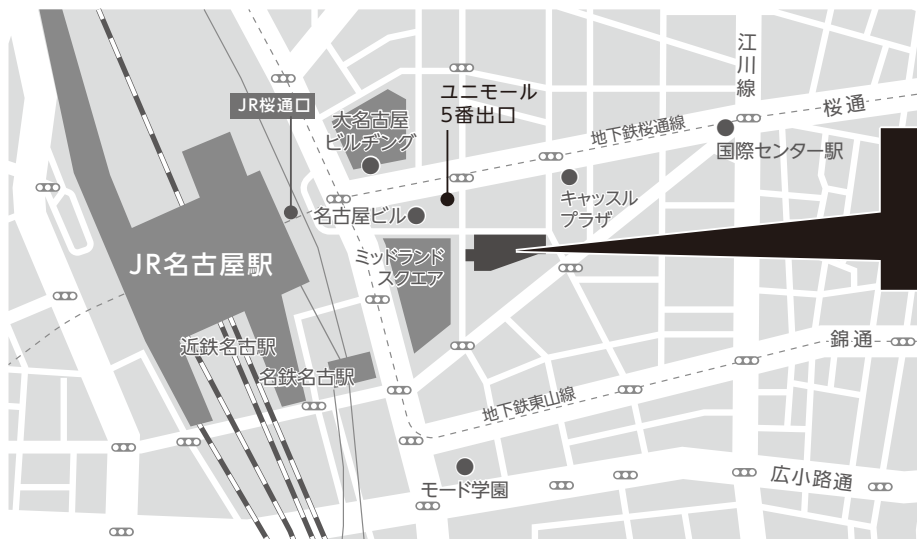 江川線
桜通
ユニモール
5番出口
JR桜通口
大名古屋
ビルヂング
地下鉄桜通線
国際センター駅
キャッスル
プラザ
名古屋ビル
ミッドランド
スクエア
JR名古屋駅
近鉄名古屋駅
名鉄名古屋駅
錦通
地下鉄東山線
モード学園
広小路通